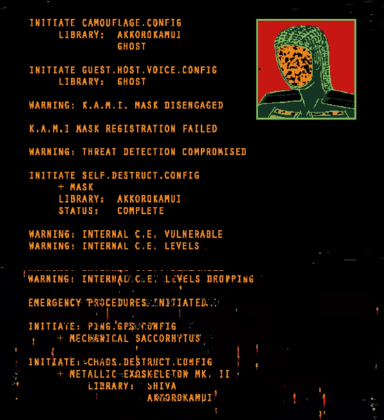 INITIATE CAMOUFLAGE.CONFIG
LIBRARY: AKKOROKAMUI
GHOST
INITIATE GUEST.HOST.VOICE.CONFIG
LIBRARY: GHOST
WARNING: K.A.M.I. MASK DISENGAGED
K.A.M.I MASK REGISTRATION FAILED
WARNING: THREAT DETECTION COMPROMISED
INITIATE SELF.DESTRUCT.CONFIG
+ MASK
LIBRARY: AKKOROKAMUI
STATUS: COMPLETE
WARNING: INTERNAL C.E. VULNERABLE
WARNING: INTERNAL C.E. LEVELS
WARNING: INTERNAL C.E. LEVELS DROPPING
EMERGENCY PROCEDURES INITIATED.
INITIATE: PING.GPS.CONFIG
+ MECHANICAL SACCORHYTUS
INITIATE: CHAOS.DESTRUCT.CONFIG
+ METALLIC EXOSKELETON MK. II
LIBRARY: SHIVA
AKKOROKAMUI